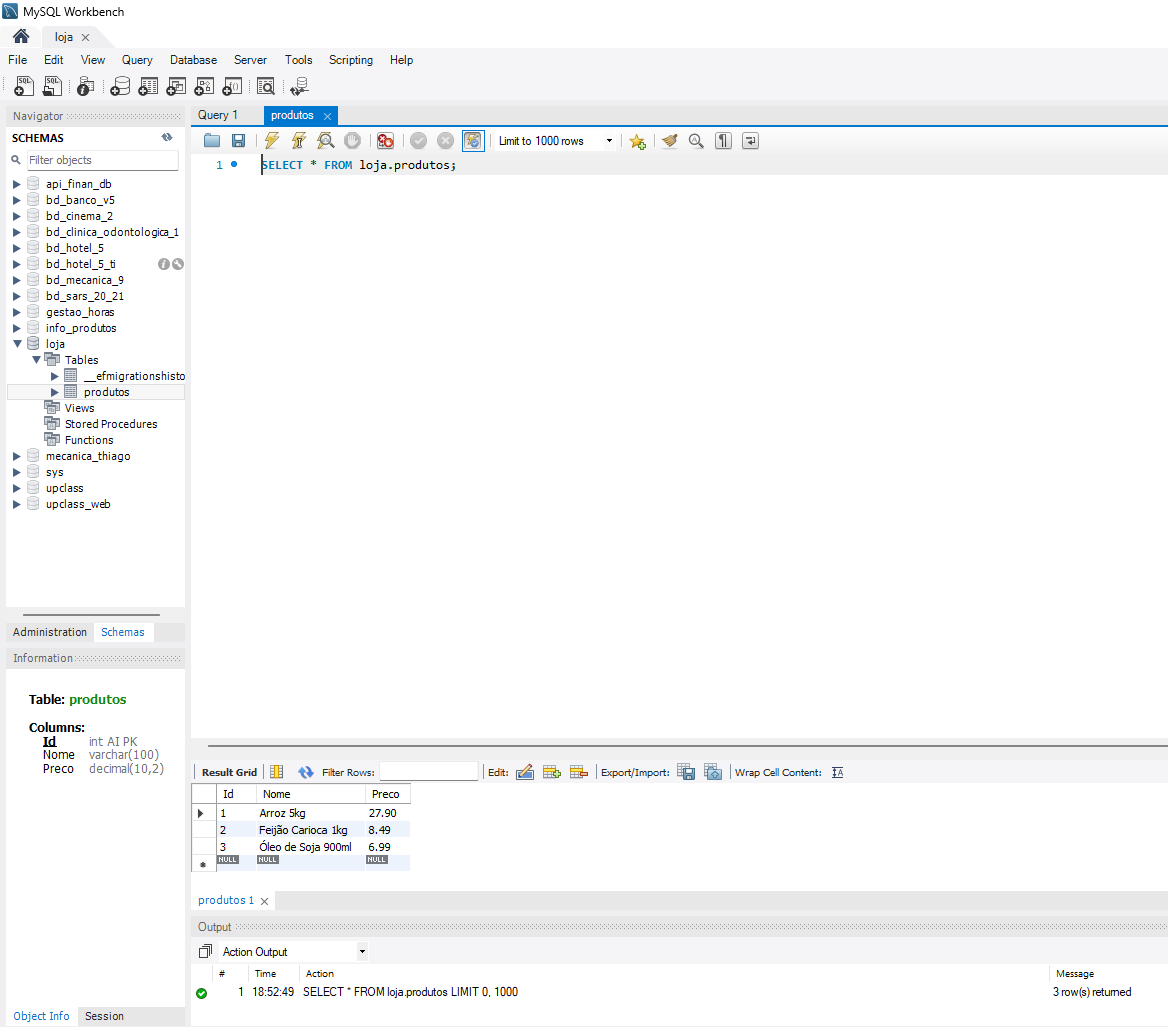 MySQL Workbench
loja
File Edit View Query Database Server Tools Scripting Help
Navigator
SCHEMAS
Filter objects
api_finan_db
bd_banco_v5
bd_cinema_2
bd_clinica_odontologica_1
bd_hotel_5
bd_hotel_5_ti
bd_mecanica_9
bd_sars_20_21
gestao_horas
info_produtos
loja
Tables
__efmigrationshisto
produtos
Views
Stored Procedures
Functions
mecanica_thiago
sys
upclass
upclass_web
Administration Schemas
Information
Table: produtos
Columns:
Id int AI PK
Nome varchar(100)
Preco decimal(10,2)
Object Info Session
Query 1 produtos
Limit to 1000 rows
1 SELECT * FROM loja.produtos;
Result Grid Filter Rows: Edit: Export/Import: Wrap Cell Content:
Id Nome Preco
1 Arroz 5kg 27.90
2 Feijão Carioca 1kg 8.49
3 Óleo de Soja 900ml 6.99
NULL NULL NULL
produtos 1
Output
Action Output
# Time Action Message
1 18:52:49 SELECT * FROM loja.produtos LIMIT 0, 1000 3 row(s) returned